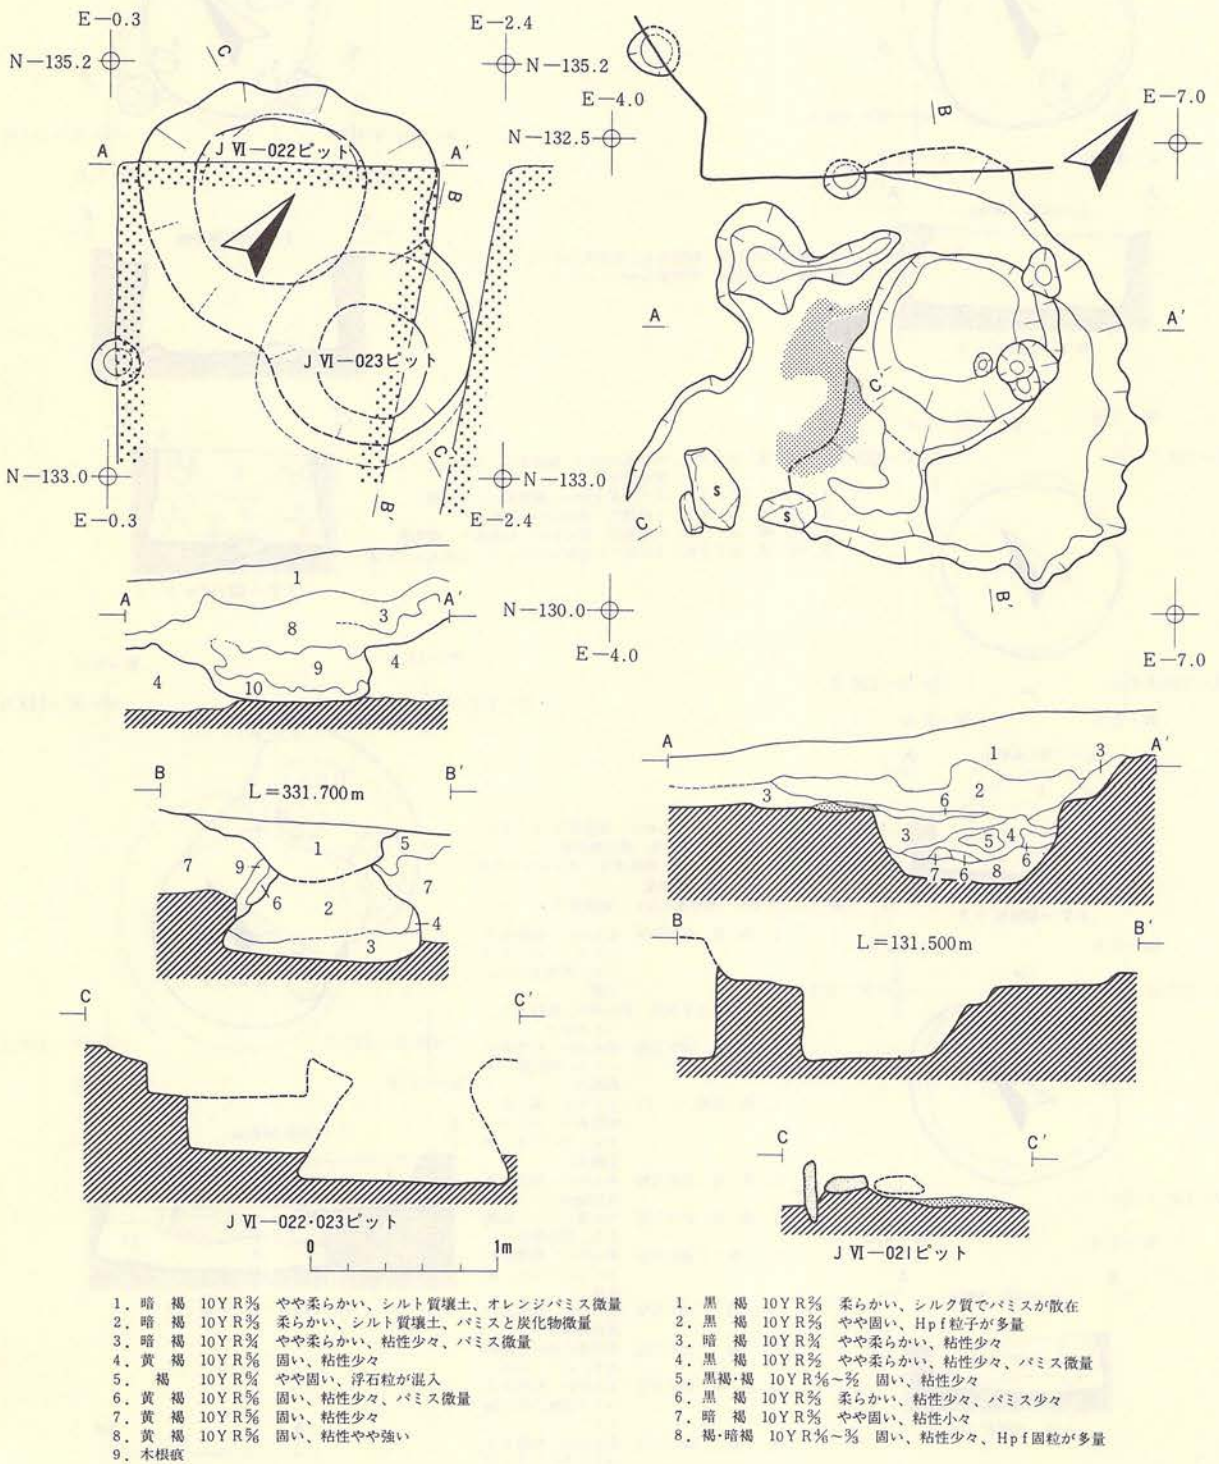 E—0.3
E—2.4
N—135.2
N—135.2
C
J Ⅵ—022ピット
A
A'
B
J Ⅵ—023ピット
C'
N—133.0
N—133.0
E—0.3
B'
E—2.4
E—4.0
E—7.0
N—132.5
B
A
A'
C
S
S
C
B'
N—130.0
E—4.0
E—7.0
A
A'
1
3
8
9
4
4
10
B
B'
L=331.700m
1
5
7
9
7
6
2
4
3
C
C'
J Ⅵ—022・023ピット
0
1m
A
A'
1
3
2
3
6
3
5
4
6
7
6
8
B
B'
L=131.500m
C
C'
J Ⅵ—021ピット
1. 暗 褐 10YR3/3 やや柔らかい、シルト質壌土、オレンジパミス微量
2. 暗 褐 10YR3/3 柔らかい、シルト質壌土、パミスと炭化物微量
3. 暗 褐 10YR3/4 やや柔らかい、粘性少々、パミス微量
4. 黄 褐 10YR5/6 固い、粘性少々
5. 褐 10YR4/4 やや固い、浮石粒が混入
6. 黄 褐 10YR5/6 固い、粘性少々、パミス微量
7. 黄 褐 10YR5/6 固い、粘性少々
8. 黄 褐 10YR5/6 固い、粘性やや強い
9. 木根痕
1. 黒 褐 10YR2/3 柔らかい、シルク質でパミスが散在
2. 黒 褐 10YR2/3 やや固い、Hpf粒子が多量
3. 暗 褐 10YR3/4 やや柔らかい、粘性少々
4. 黒 褐 10YR2/2 やや柔らかい、粘性少々、パミス微量
5. 黒褐・褐 10YR4/6~2/2 固い、粘性少々
6. 黒 褐 10YR2/3 柔らかい、粘性少々、パミス少々
7. 暗 褐 10YR3/3 やや固い、粘性小々
8. 褐・暗褐 10YR4/6~3/3 固い、粘性少々、Hpf固粒が多量